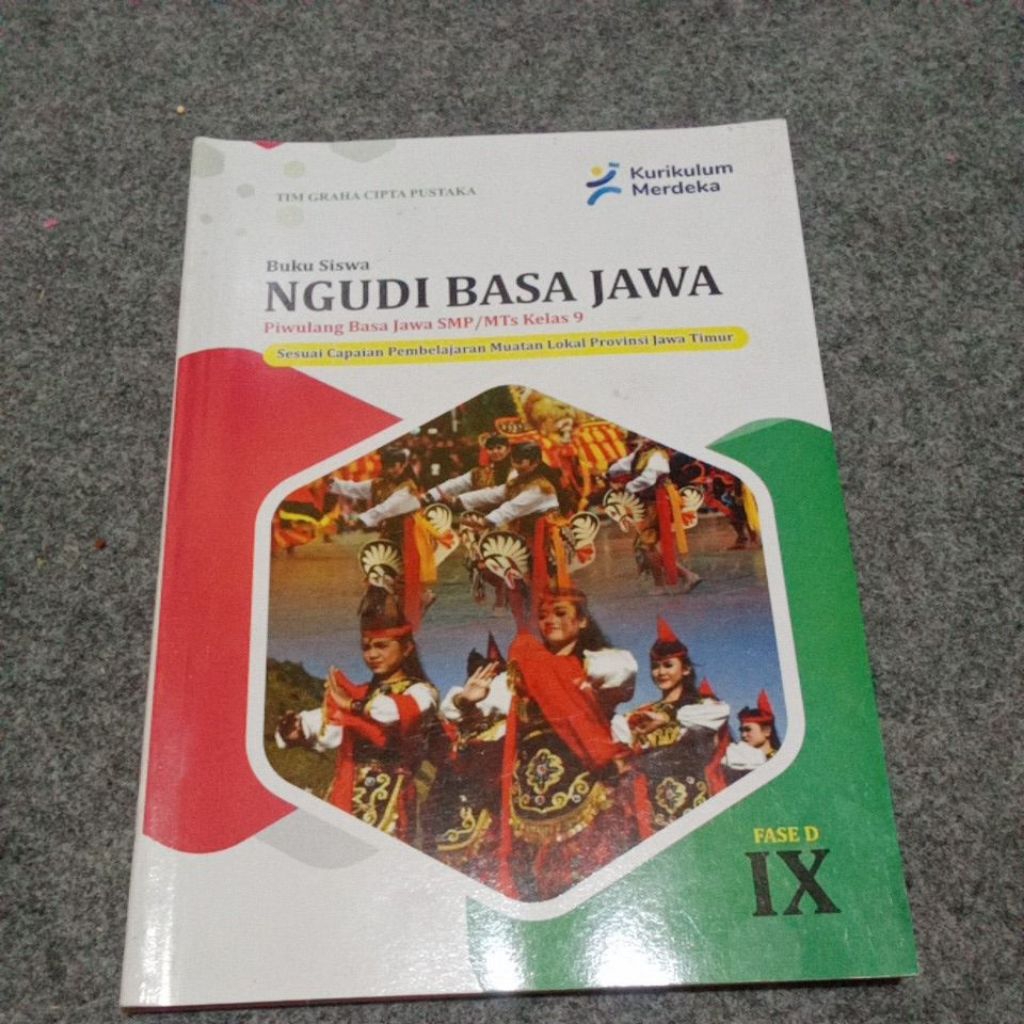 TIM GRAHA CIPTA PUSTAKA
Kurikulum
Merdeka
Buku Siswa
NGUDI BASA JAWA
Piwulang Basa Jawa SMP/MTs Kelas 9
Sesuai Capaian Pembelajaran Muatan Lokal Provinsi Jawa Timur
FASE D
IX